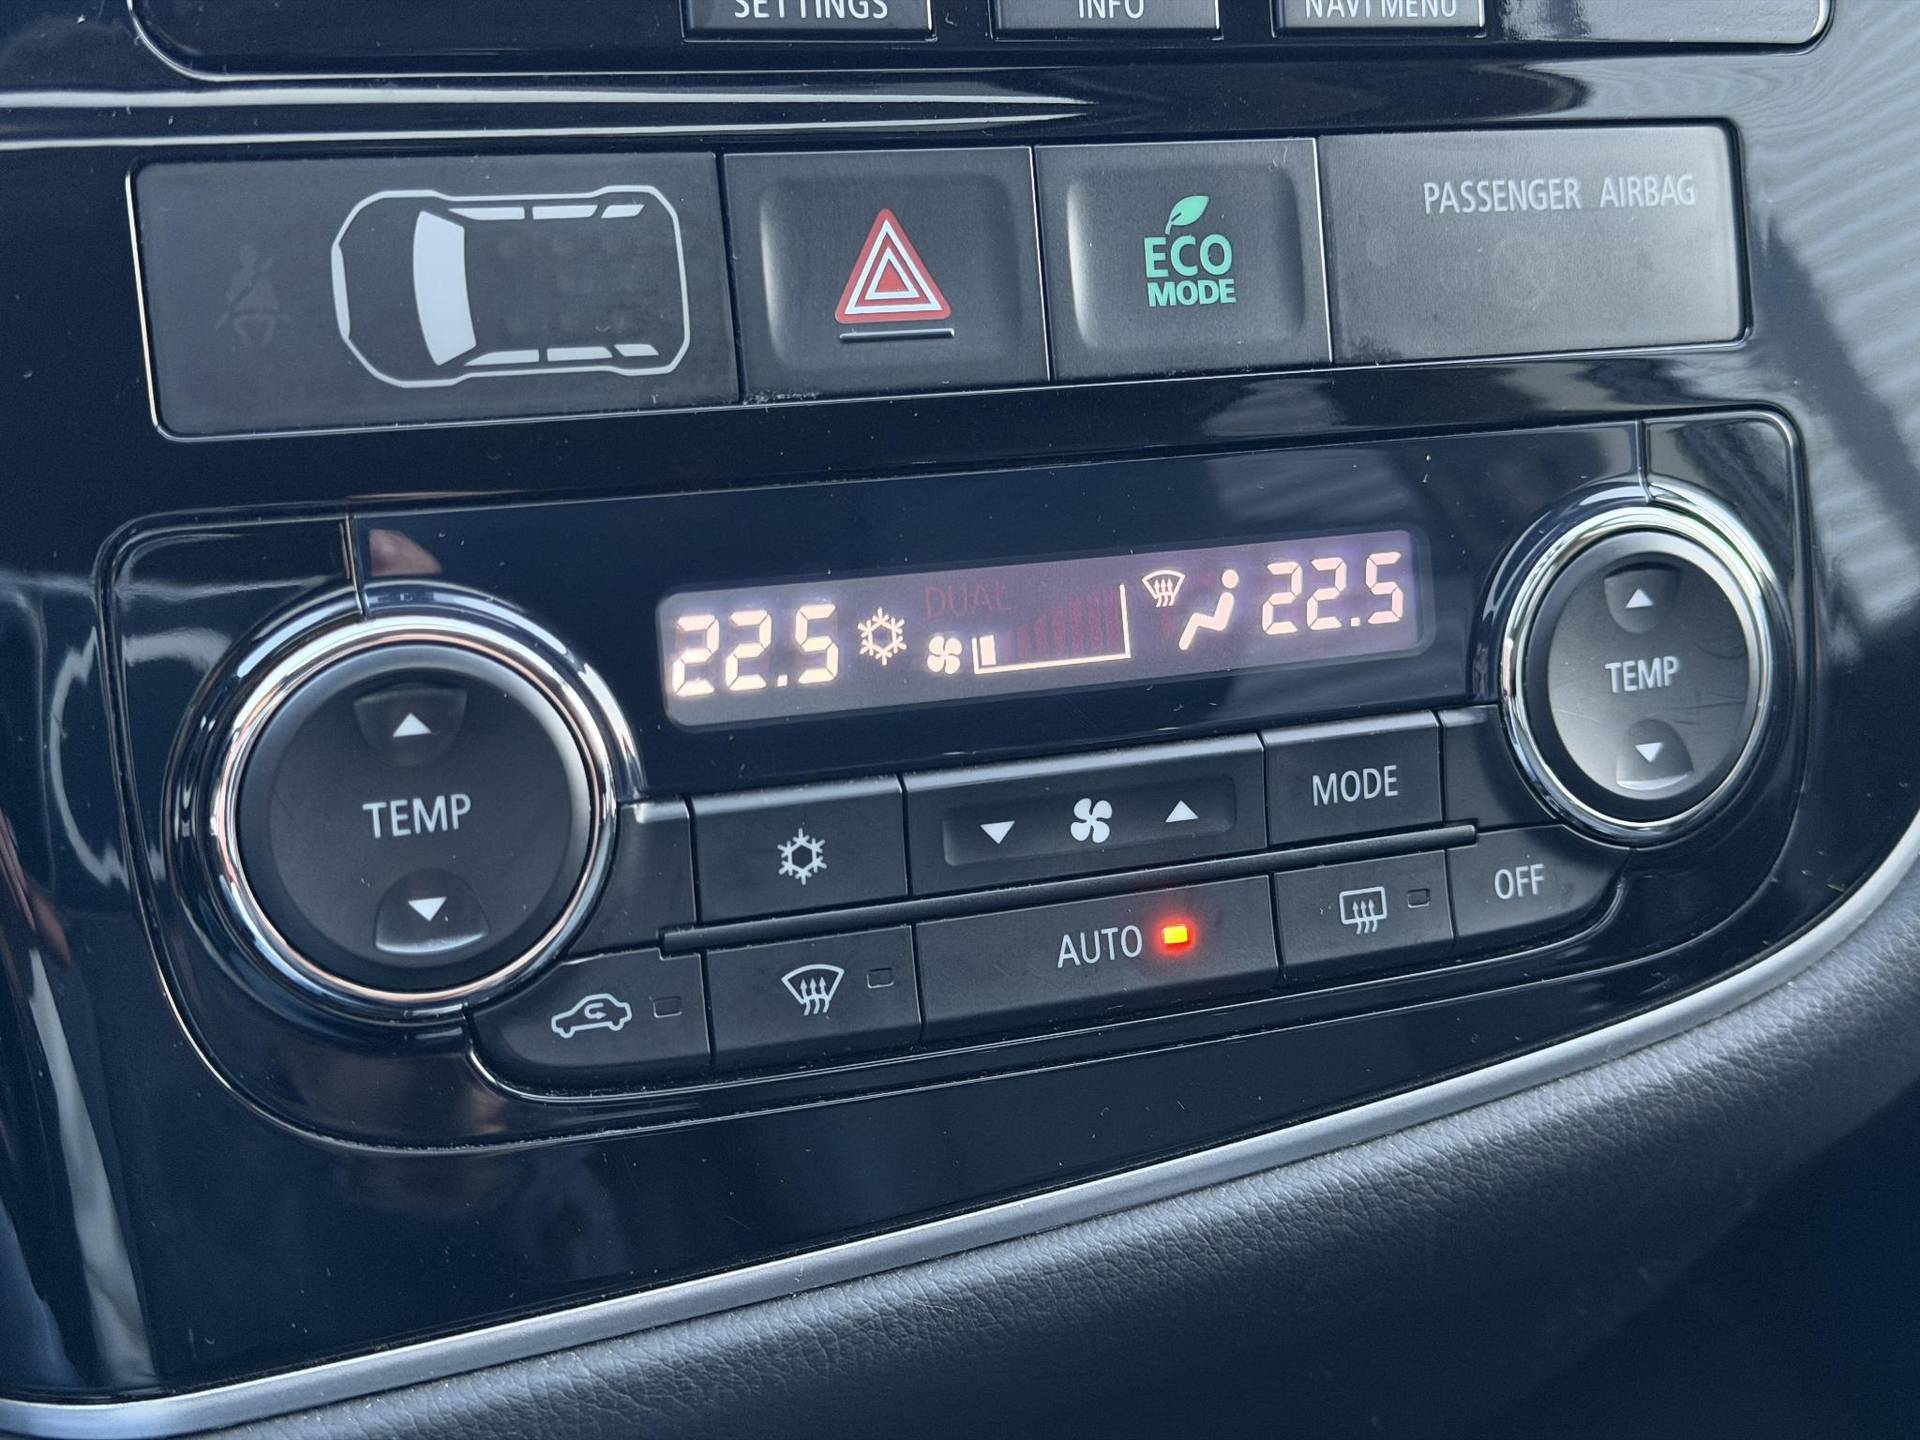 SETTINGS
INFO
NAVI MENU
ECO
MODE
PASSENGER AIRBAG
22.5
DUAL
22.5
TEMP
TEMP
MODE
AUTO
OFF